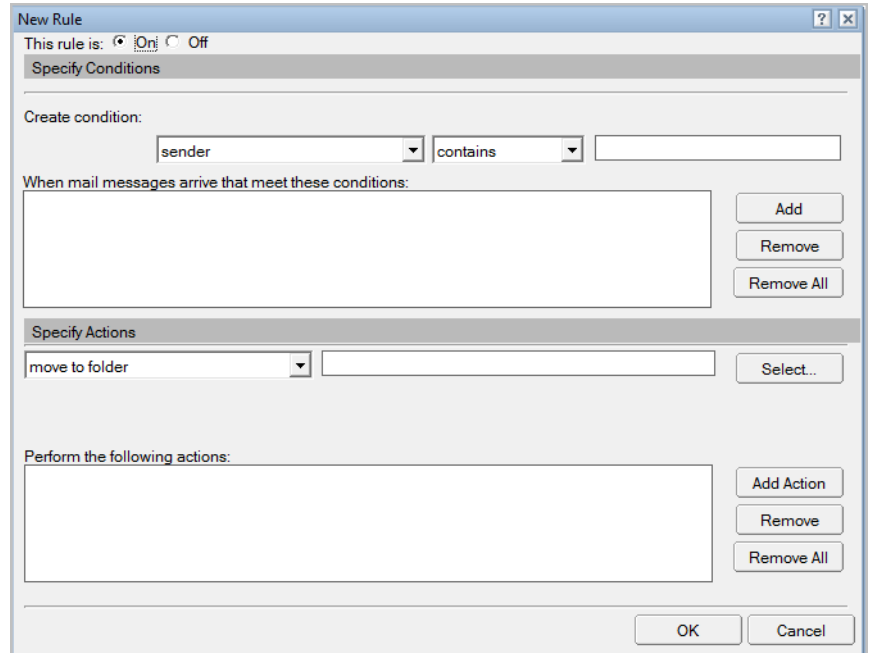 New Rule
This rule is: On Off
Specify Conditions
Create condition:
sender contains
When mail messages arrive that meet these conditions:
Add
Remove
Remove All
Specify Actions
move to folder Select...
Perform the following actions:
Add Action
Remove
Remove All
OK Cancel